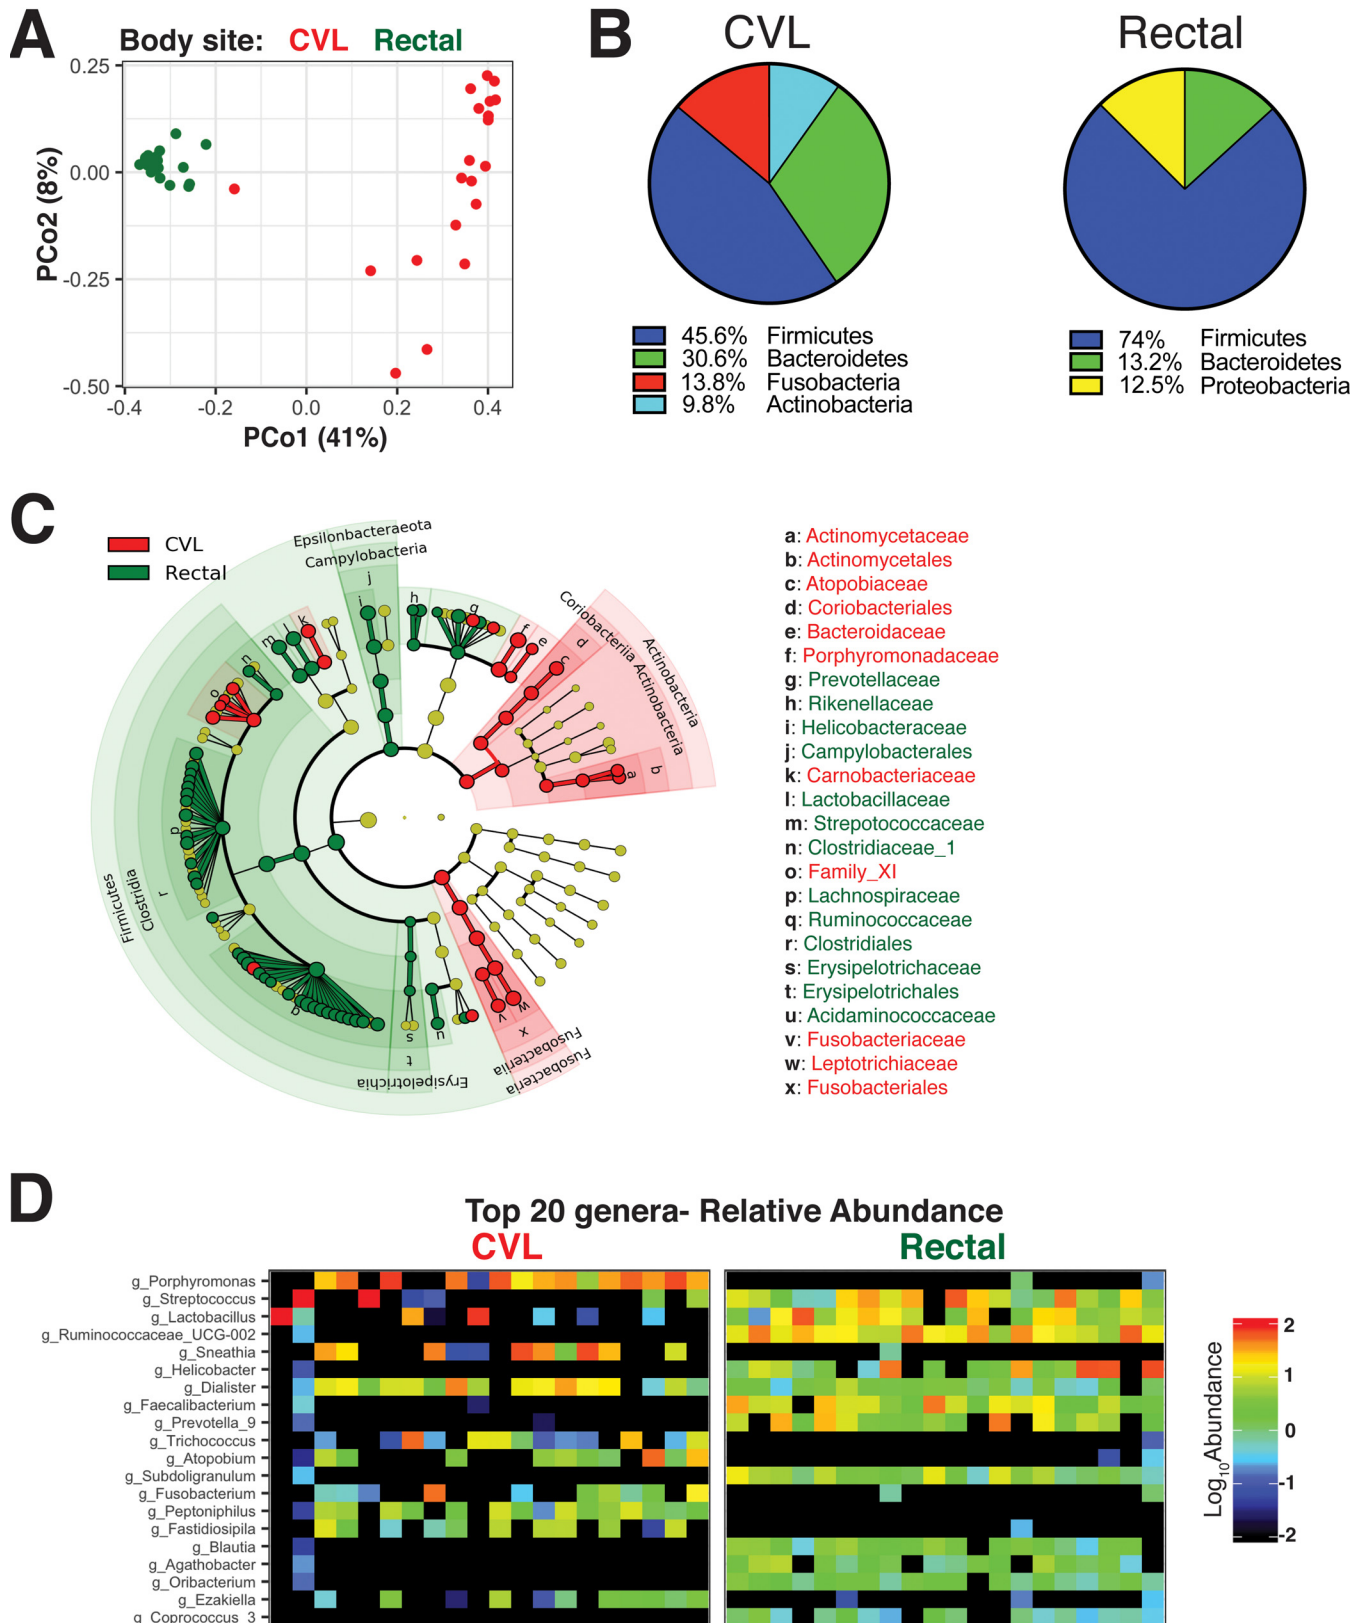 A
Body site: CVL Rectal
0.25
0.00
-0.25
-0.50
PCo2 (8%)
-0.4 -0.2 0.0 0.2 0.4
PCo1 (41%)
B
CVL
45.6% Firmicutes
30.6% Bacteroidetes
13.8% Fusobacteria
9.8% Actinobacteria
Rectal
74% Firmicutes
13.2% Bacteroidetes
12.5% Proteobacteria
C
CVL
Rectal
Epsilonbacteraeota
Campylobacteria
j
i
h
g
f
e
d
c
Coriobacteriia
Actinobacteria
Actinobacteria
a
b
m
l
k
n
o
p
r
Clostridia
Firmicutes
q
s
t
Erysipelotrichia
u
v
w
x
Fusobacteriia
Fusobacteria
a: Actinomycetaceae
b: Actinomycetales
c: Atopobiaceae
d: Coriobacteriales
e: Bacteroidaceae
f: Porphyromonadaceae
g: Prevotellaceae
h: Rikenellaceae
i: Helicobacteraceae
j: Campylobacterales
k: Carnobacteriaceae
l: Lactobacillaceae
m: Strepotococcaceae
n: Clostridiaceae_1
o: Family_XI
p: Lachnospiraceae
q: Ruminococcaceae
r: Clostridiales
s: Erysipelotrichaceae
t: Erysipelotrichales
u: Acidaminococcaceae
v: Fusobacteriaceae
w: Leptotrichiaceae
x: Fusobacteriales
D
Top 20 genera- Relative Abundance
CVL Rectal
g_Porphyromonas
g_Streptococcus
g_Lactobacillus
g_Ruminococcaceae_UCG-002
g_Sneathia
g_Helicobacter
g_Dialister
g_Faecalibacterium
g_Prevotella_9
g_Trichococcus
g_Atopobium
g_Subdoligranulum
g_Fusobacterium
g_Peptoniphilus
g_Fastidiosipila
g_Blautia
g_Agathobacter
g_Oribacterium
g_Ezakiella
g_Coprococcus_3
Log10Abundance
2
1
0
-1
-2